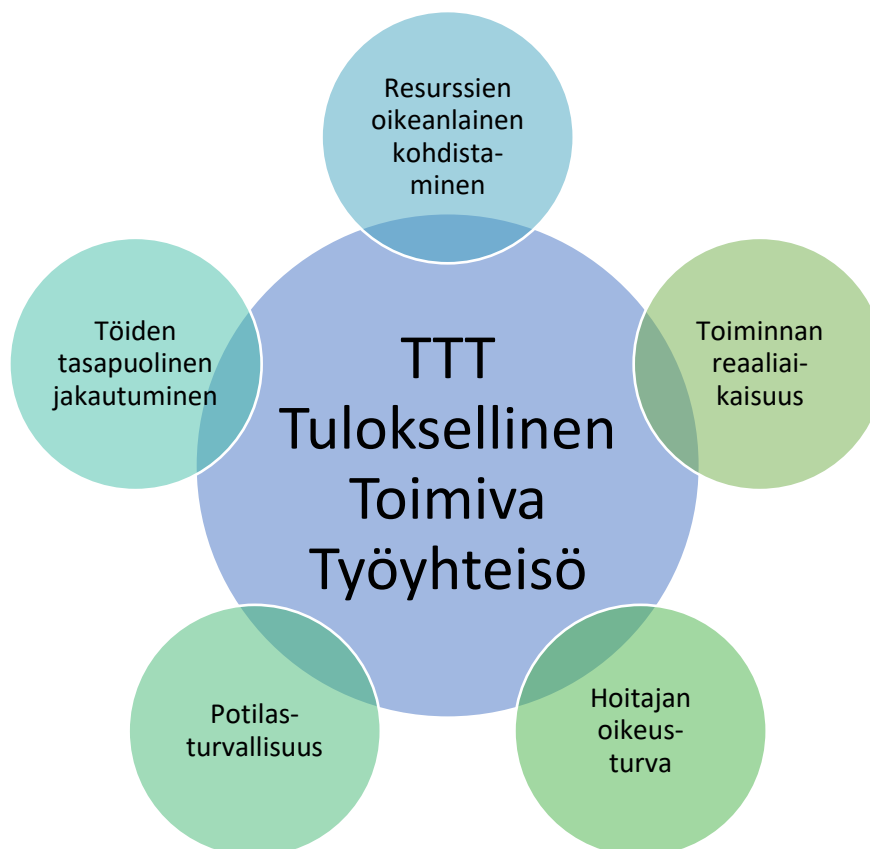 Resurssien
oikeanlainen
kohdista-
minen
Töiden
tasapuolinen
jakautuminen
TTT
Tuloksellinen
Toimiva
Työyhteisö
Toiminnan
reaaliai-
kaisuus
Potilas-
turvallisuus
Hoitajan
oikeus-
turva